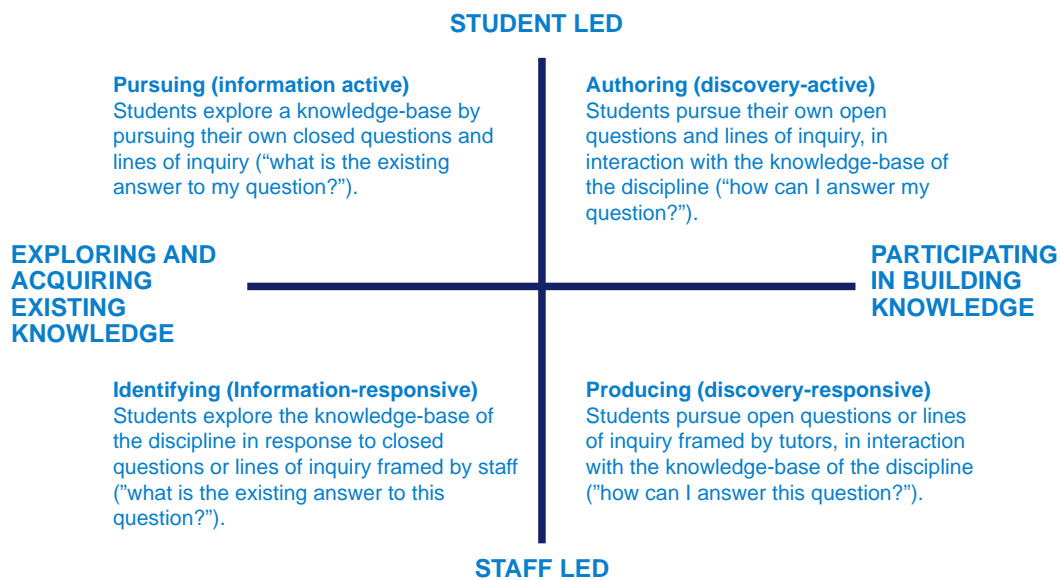 STUDENT LED
Pursuing (information active)
Students explore a knowledge-base by
pursuing their own closed questions and
lines of inquiry (“what is the existing
answer to my question?”).
Authoring (discovery-active)
Students pursue their own open
questions and lines of inquiry, in
interaction with the knowledge-base of
the discipline (“how can I answer my
question?”).
EXPLORING AND
ACQUIRING
EXISTING
KNOWLEDGE
PARTICIPATING
IN BUILDING
KNOWLEDGE
Identifying (Information-responsive)
Students explore the knowledge-base of
the discipline in response to closed
questions or lines of inquiry framed by staff
(”what is the existing answer to this
question?”).
Producing (discovery-responsive)
Students pursue open questions or lines
of inquiry framed by tutors, in interaction
with the knowledge-base of the discipline
(”how can I answer this question?”).
STAFF LED